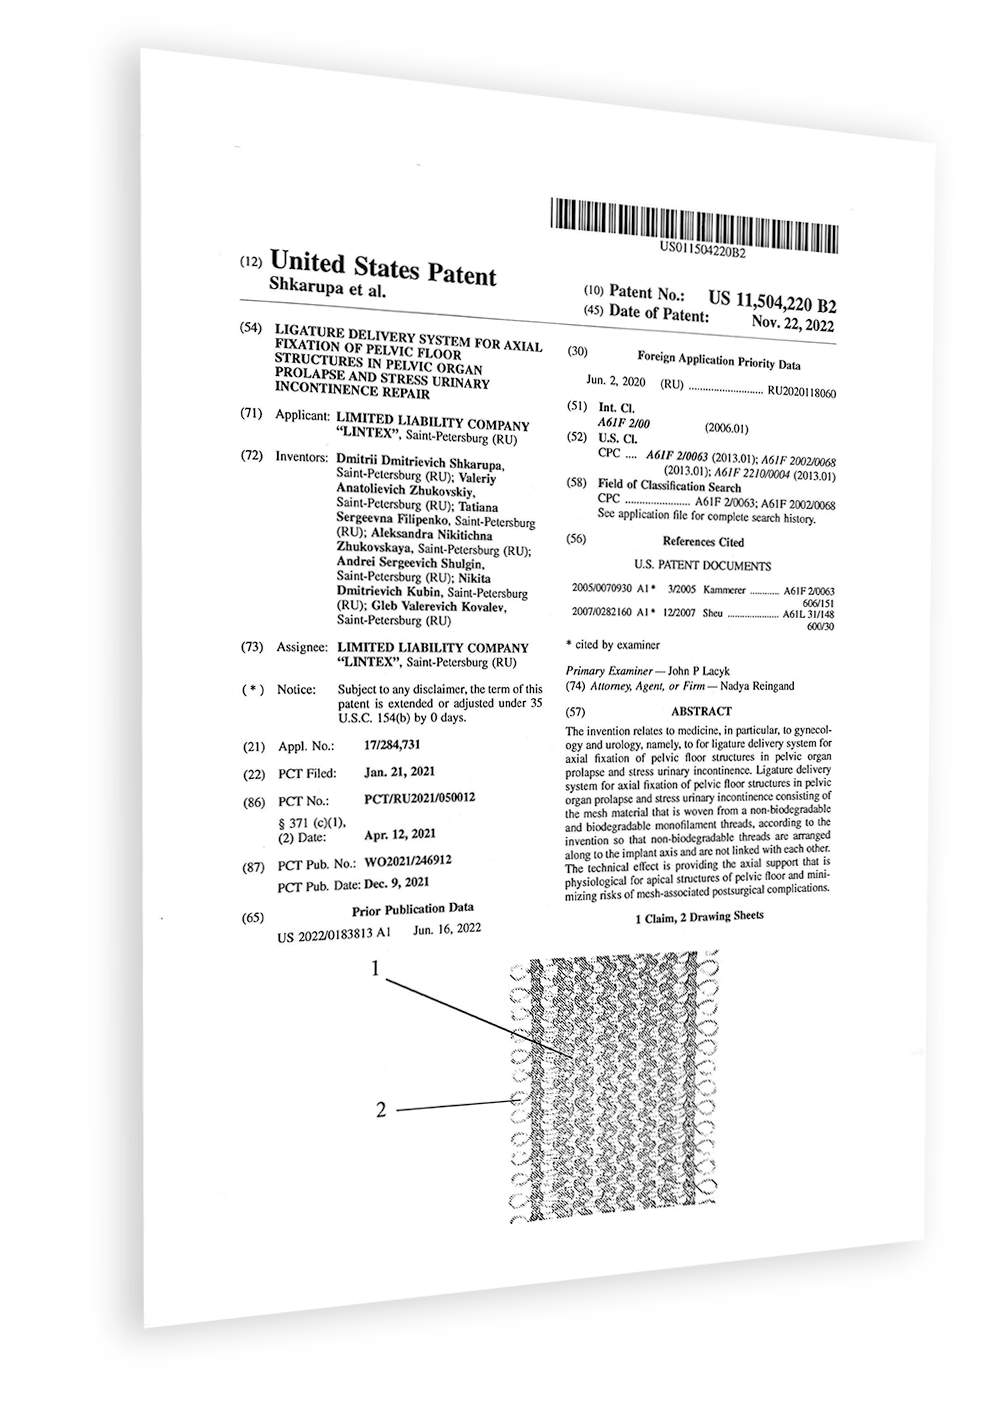 US011504220B2
(12) United States Patent
Shkarupa et al.
(10) Patent No.: US 11,504,220 B2
(45) Date of Patent: Nov. 22, 2022
(54) LIGATURE DELIVERY SYSTEM FOR AXIAL
FIXATION OF PELVIC FLOOR
STRUCTURES IN PELVIC ORGAN
PROLAPSE AND STRESS URINARY
INCONTINENCE REPAIR
(71) Applicant: LIMITED LIABILITY COMPANY
“LINTEX”, Saint-Petersburg (RU)
(72) Inventors: Dmitrii Dmitrievich Shkarupa,
Saint-Petersburg (RU); Valeriy
Anatolievich Zhukovskiy,
Saint-Petersburg (RU); Tatiana
Sergeevna Filipenko, Saint-Petersburg
(RU); Aleksandra Nikitichna
Zhukovskaya, Saint-Petersburg (RU);
Andrei Sergeevich Shulgin,
Saint-Petersburg (RU); Nikita
Dmitrievich Kubin, Saint-Petersburg
(RU); Gleb Valerevich Kovalev,
Saint-Petersburg (RU)
(73) Assignee: LIMITED LIABILITY COMPANY
“LINTEX”, Saint-Petersburg (RU)
( * ) Notice: Subject to any disclaimer, the term of this
patent is extended or adjusted under 35
U.S.C. 154(b) by 0 days.
(21) Appl. No.: 17/284,731
(22) PCT Filed: Jan. 21, 2021
(86) PCT No.: PCT/RU2021/050012
§ 371 (c)(1),
(2) Date: Apr. 12, 2021
(87) PCT Pub. No.: WO2021/246912
PCT Pub. Date: Dec. 9, 2021
(65) Prior Publication Data
US 2022/0183813 A1 Jun. 16, 2022
(30) Foreign Application Priority Data
Jun. 2, 2020 (RU) .......................... RU2020118060
(51) Int. Cl.
A61F 2/00 (2006.01)
(52) U.S. Cl.
CPC .... A61F 2/0063 (2013.01); A61F 2002/0068
(2013.01); A61F 2210/0004 (2013.01)
(58) Field of Classification Search
CPC ....................... A61F 2/0063; A61F 2002/0068
See application file for complete search history.
(56) References Cited
U.S. PATENT DOCUMENTS
2005/0070930 A1* 3/2005 Kammerer ........... A61F 2/0063
606/151
2007/0282160 A1* 12/2007 Sheu .................... A61L 31/148
600/30
* cited by examiner
Primary Examiner — John P Lacyk
(74) Attorney, Agent, or Firm — Nadya Reingand
(57) ABSTRACT
The invention relates to medicine, in particular, to gynecol-
ogy and urology, namely, to for ligature delivery system for
axial fixation of pelvic floor structures in pelvic organ
prolapse and stress urinary incontinence. Ligature delivery
system for axial fixation of pelvic floor structures in pelvic
organ prolapse and stress urinary incontinence consisting of
the mesh material that is woven from a non-biodegradable
and biodegradable monofilament threads, according to the
invention so that non-biodegradable threads are arranged
along to the implant axis and are not linked with each other.
The technical effect is providing the axial support that is
physiological for apical structures of pelvic floor and mini-
mizing risks of mesh-associated postsurgical complications.
1 Claim, 2 Drawing Sheets
1
2